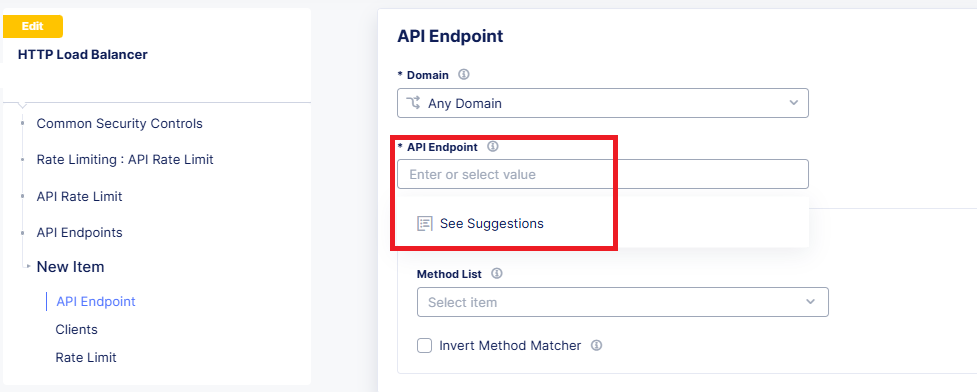 Edit
HTTP Load Balancer
Common Security Controls
Rate Limiting : API Rate Limit
API Rate Limit
API Endpoints
New Item
API Endpoint
Clients
Rate Limit
API Endpoint
* Domain
Any Domain
* API Endpoint
Enter or select value
See Suggestions
Method List
Select item
Invert Method Matcher